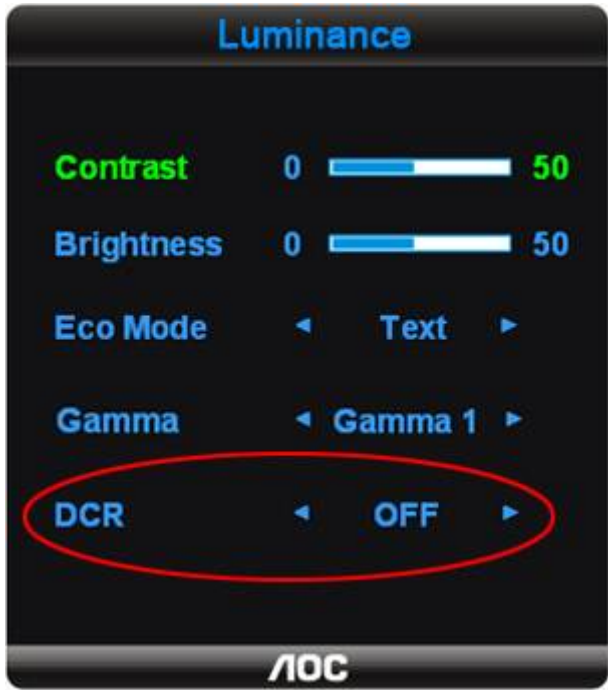 Luminance
Contrast 0 50
Brightness 0 50
Eco Mode Text
Gamma Gamma 1
DCR OFF
AOC